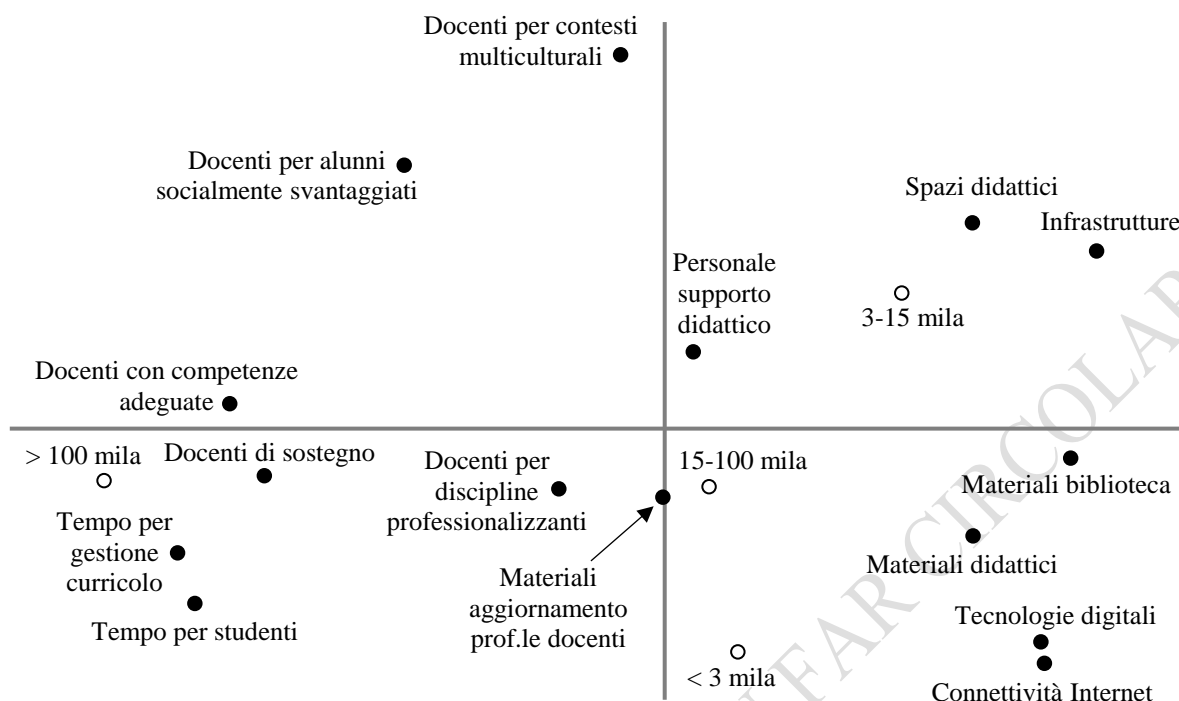 Docenti per contesti
multiculturali
Docenti per alunni
socialmente svantaggiati
Spazi didattici
Infrastrutture
Personale
supporto
didattico
3-15 mila
Docenti con competenze
adeguate
> 100 mila
Docenti di sostegno
Docenti per
discipline
professionalizzanti
15-100 mila
Materiali biblioteca
Tempo per
gestione
curricolo
Materiali
aggiornamento
prof.le docenti
Materiali didattici
Tempo per studenti
Tecnologie digitali
< 3 mila
Connettività Internet
FAR CIRCOLAR